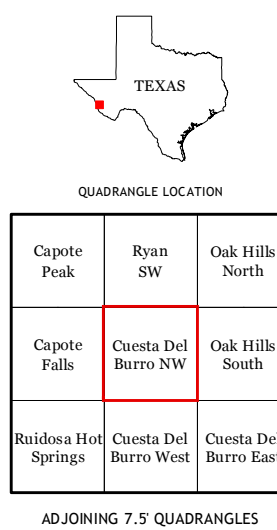 TEXAS
QUADRANGLE LOCATION
Capote
Peak
Ryan
SW
Oak Hills
North
Capote
Falls
Cuesta Del
Burro NW
Oak Hills
South
Ruidosa Hot
Springs
Cuesta Del
Burro West
Cuesta Del
Burro East
ADJOINING 7.5' QUADRANGLES